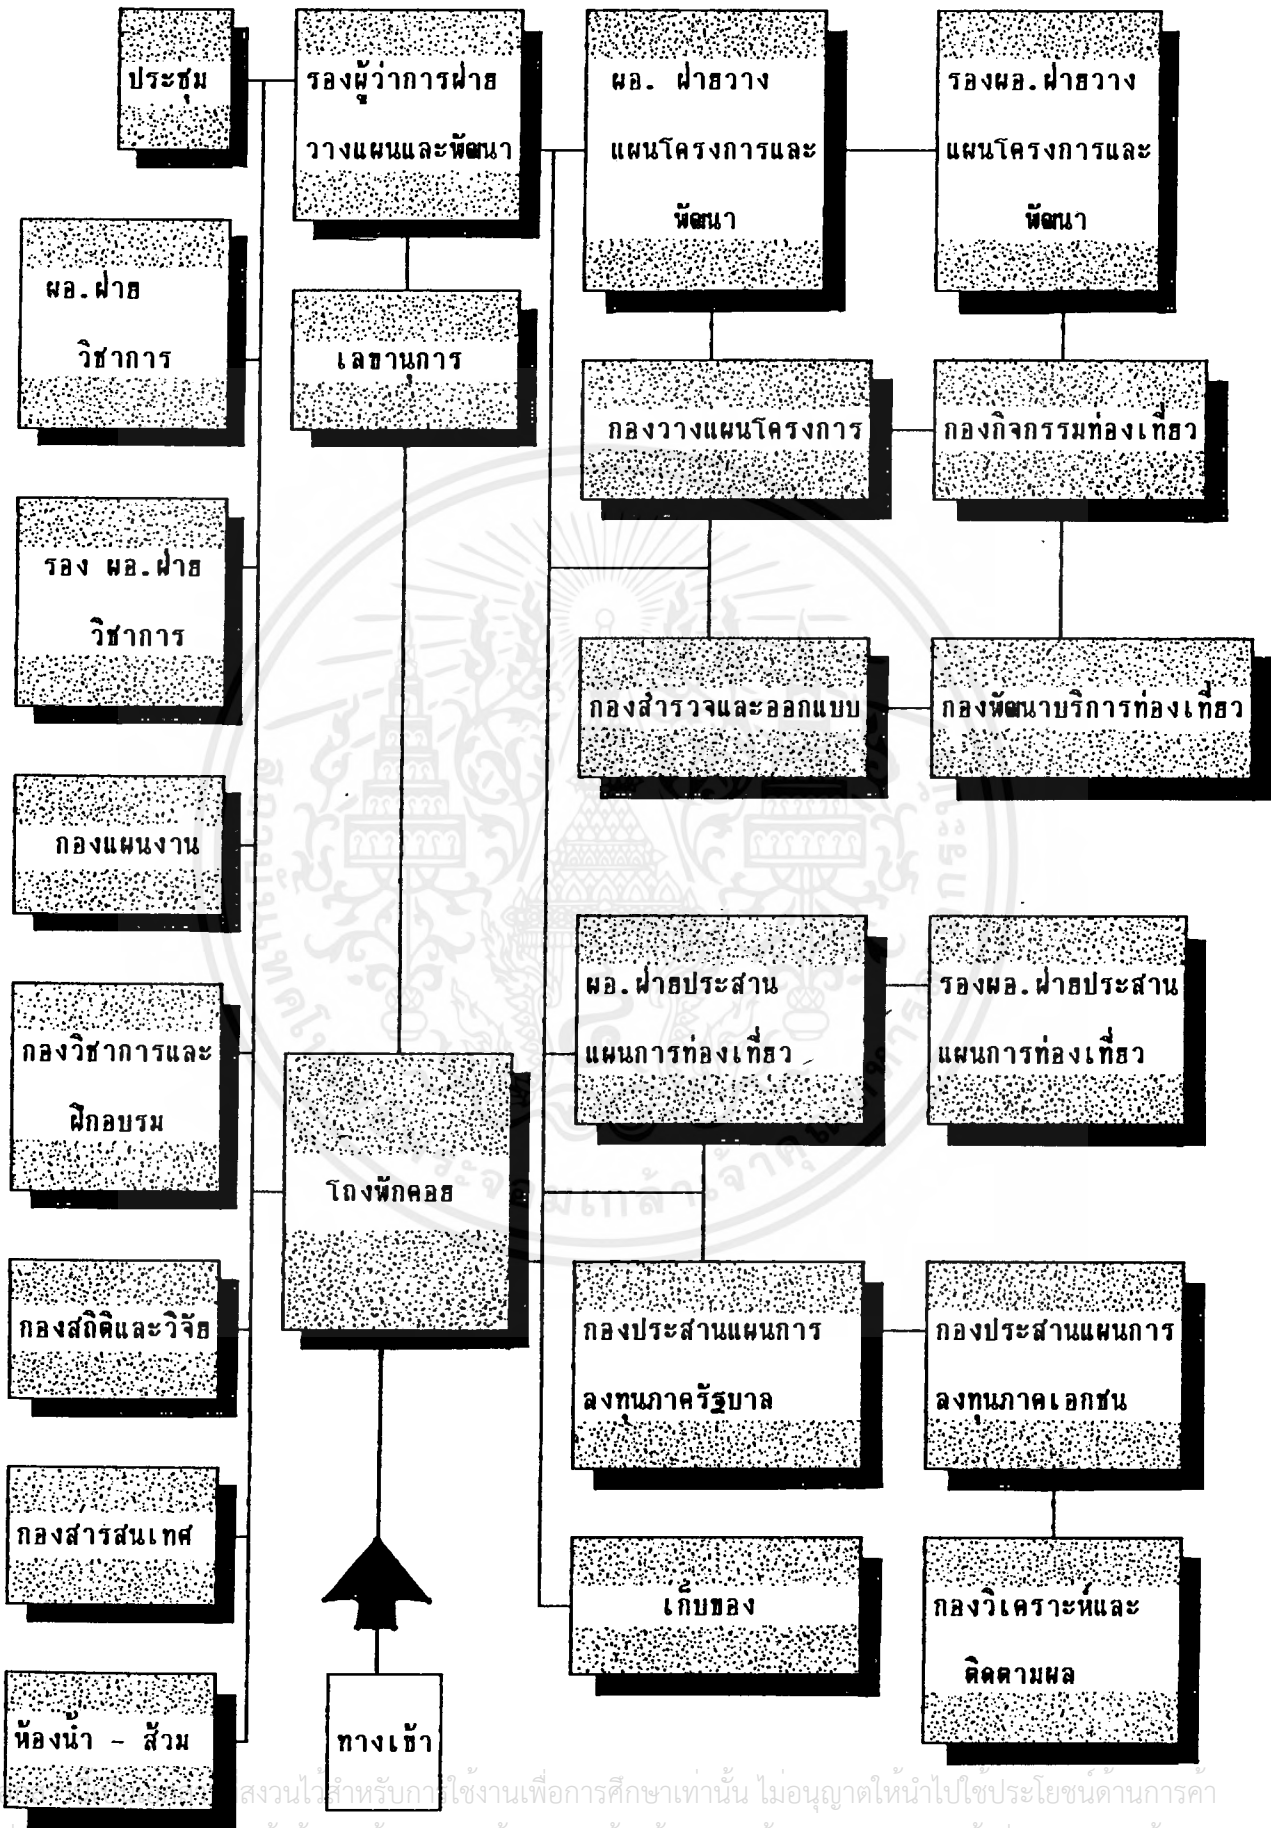 ประชุม
รองผู้ว่าการฝ่าย
วางแผนและพัฒนา
ผอ. ฝ่ายวาง
แผนโครงการและ
พัฒนา
รองผอ.ฝ่ายวาง
แผนโครงการและ
พัฒนา
ผอ.ฝ่าย
วิชาการ
เลขานุการ
กองวางแผนโครงการ
กองกิจกรรมท่องเที่ยว
รอง ผอ.ฝ่าย
วิชาการ
กองสำรวจและออกแบบ
กองพัฒนาบริการท่องเที่ยว
กองแผนงาน
ผอ.ฝ่ายประสาน
แผนการท่องเที่ยว
รองผอ.ฝ่ายประสาน
แผนการท่องเที่ยว
กองวิชาการและ
ฝึกอบรม
โถงพักคอย
กองสถิติและวิจัย
กองประสานแผนการ
ลงทุนภาครัฐบาล
กองประสานแผนการ
ลงทุนภาคเอกชน
กองสารสนเทศ
เก็บของ
กองวิเคราะห์และ
ติดตามผล
ห้องน้ำ - ส้วม
ทางเข้า
สงวนไว้สำหรับการใช้งานเพื่อการศึกษาเท่านั้น ไม่อนุญาตให้นำไปใช้ประโยชน์ด้านการค้า